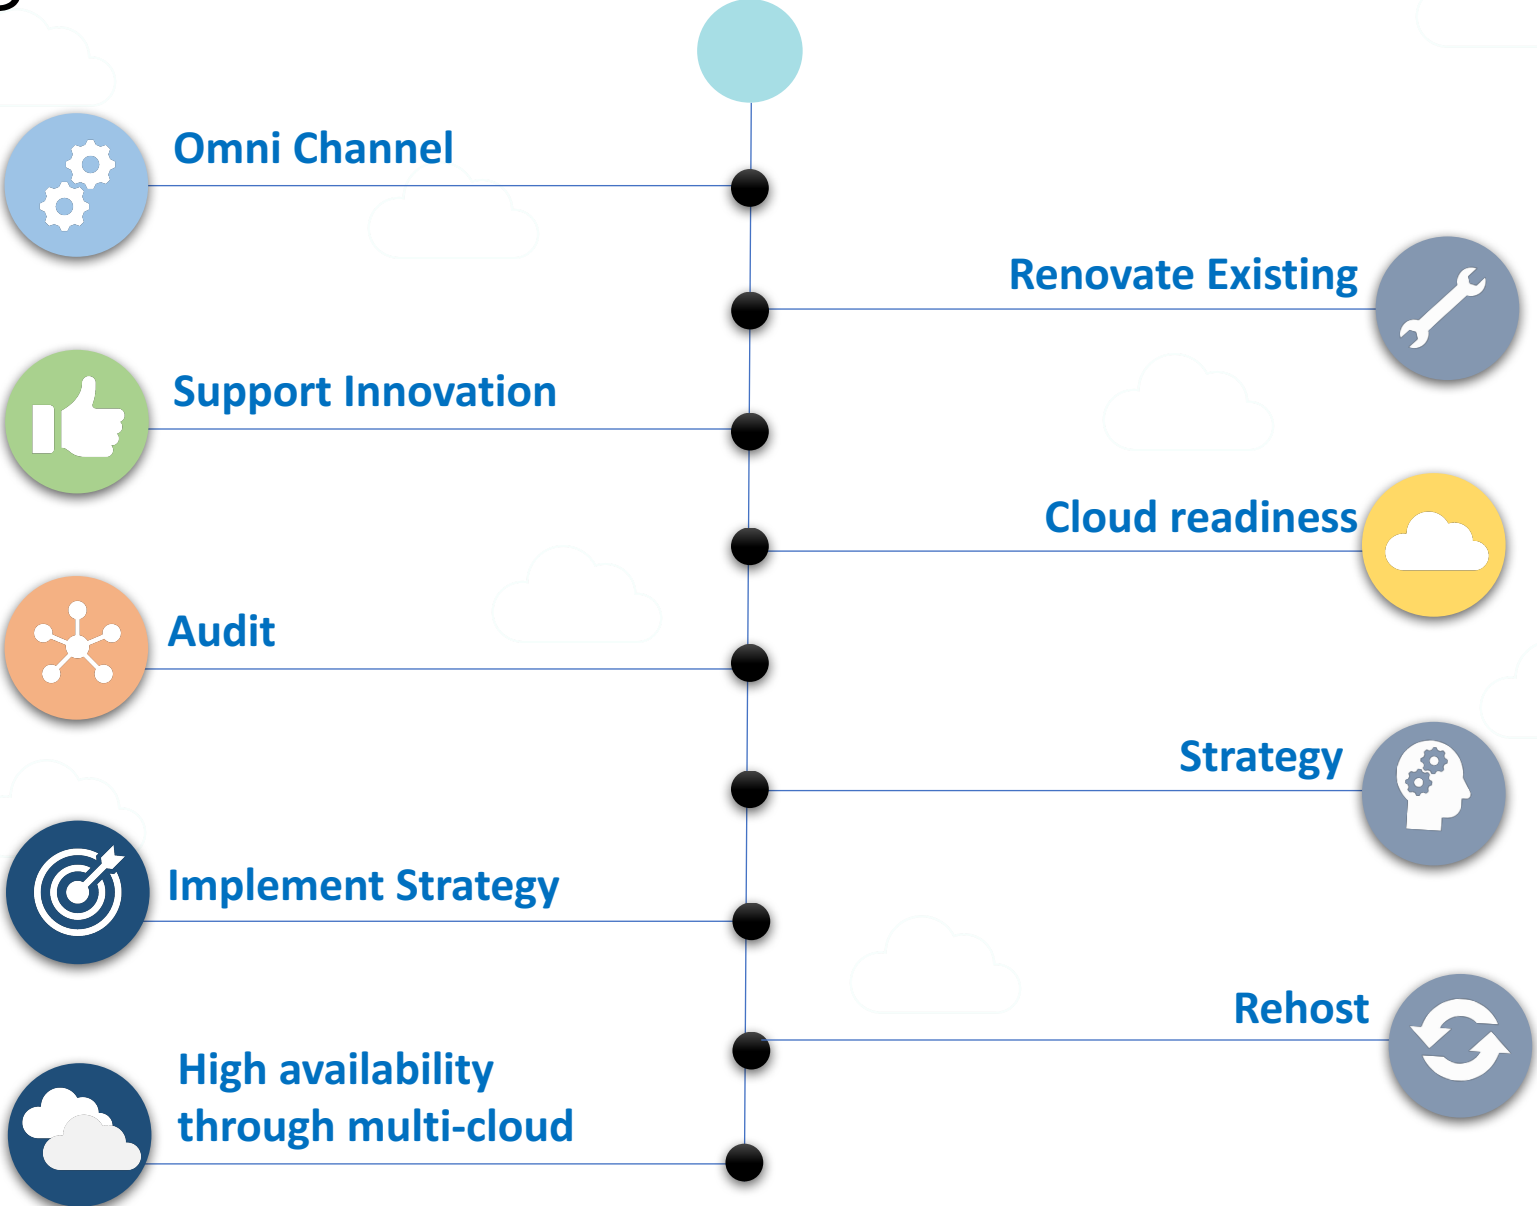 Omni Channel
Renovate Existing
Support Innovation
Cloud readiness
Audit
Strategy
Implement Strategy
Rehost
High availability
through multi-cloud